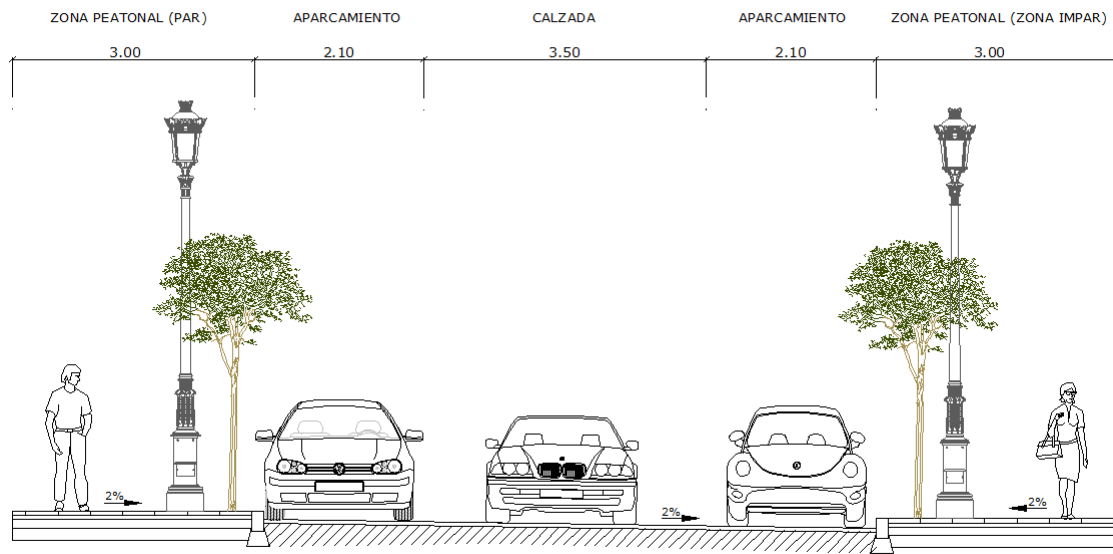 ZONA PEATONAL (PAR) APARCAMIENTO CALZADA APARCAMIENTO ZONA PEATONAL (ZONA IMPAR)
3.00 2.10 3.50 2.10 3.00
2% 2% 2%